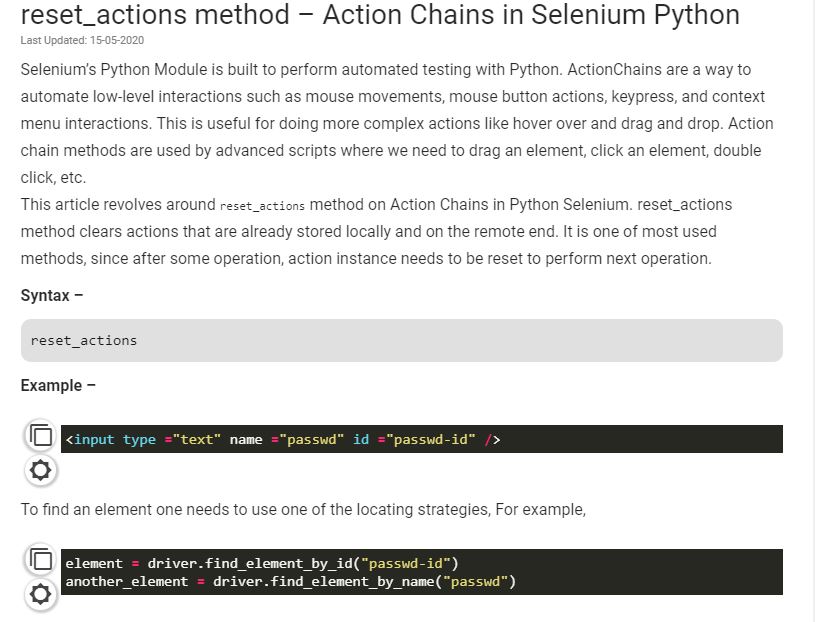 reset_actions method – Action Chains in Selenium Python
Last Updated: 15-05-2020
Selenium’s Python Module is built to perform automated testing with Python. ActionChains are a way to
automate low-level interactions such as mouse movements, mouse button actions, keypress, and context
menu interactions. This is useful for doing more complex actions like hover over and drag and drop. Action
chain methods are used by advanced scripts where we need to drag an element, click an element, double
click, etc.
This article revolves around reset_actions method on Action Chains in Python Selenium. reset_actions
method clears actions that are already stored locally and on the remote end. It is one of most used
methods, since after some operation, action instance needs to be reset to perform next operation.
Syntax –
reset_actions
Example –
<input type ="text" name ="passwd" id ="passwd-id" />
To find an element one needs to use one of the locating strategies, For example,
element = driver.find_element_by_id("passwd-id")
another_element = driver.find_element_by_name("passwd")